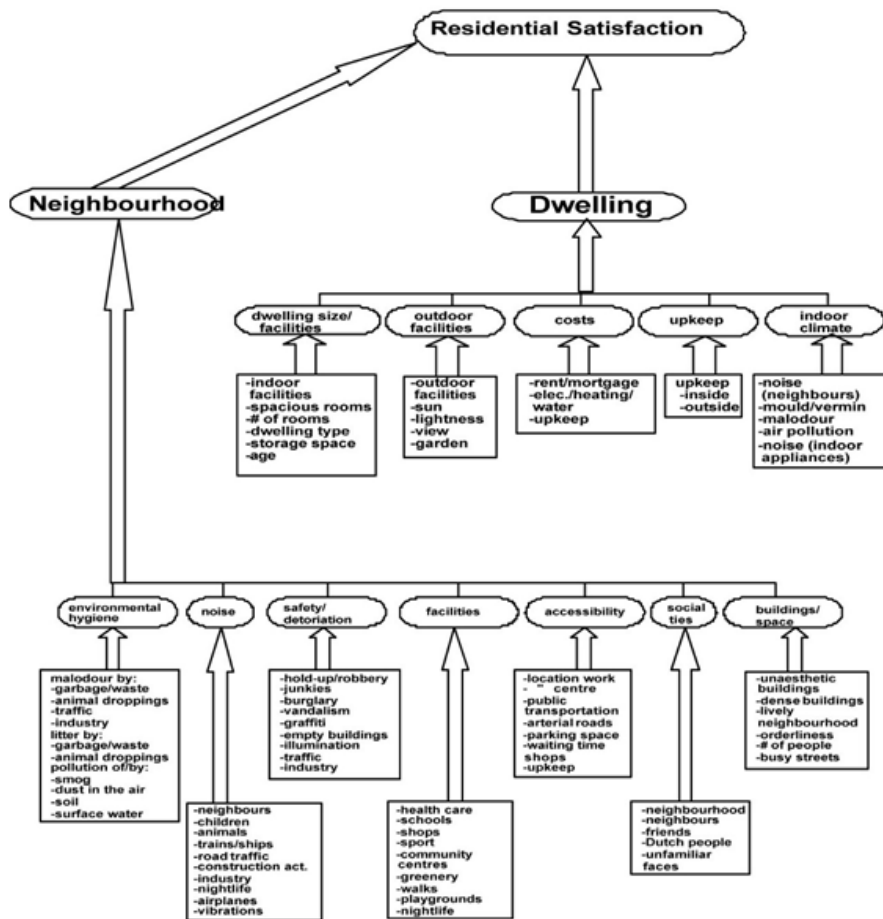 Residential Satisfaction
Neighbourhood
Dwelling
dwelling size/
facilities
outdoor
facilities
costs
upkeep
indoor
climate
-indoor
facilities
-spacious rooms
-# of rooms
-dwelling type
-storage space
-age
-outdoor
facilities
-sun
-lightness
-view
-garden
-rent/mortgage
-elec./heating/
water
-upkeep
upkeep
-inside
-outside
-noise
(neighbours)
-mould/vermin
-malodour
-air pollution
-noise (indoor
appliances)
environmental
hygiene
noise
safety/
detoriation
facilities
accessibility
social
ties
buildings/
space
malodour by:
-garbage/waste
-animal droppings
-traffic
-industry
litter by:
-garbage/waste
-animal droppings
pollution of/by:
-smog
-dust in the air
-soil
-surface water
-neighbours
-children
-animals
-trains/ships
-road traffic
-construction act.
-industry
-nightlife
-airplanes
-vibrations
-hold-up/robbery
-junkies
-burglary
-vandalism
-graffiti
-empty buildings
-illumination
-traffic
-industry
-health care
-schools
-shops
-sport
-community
centres
-greenery
-walks
-playgrounds
-nightlife
-location work
- " centre
-public
transportation
-arterial roads
-parking space
-waiting time
shops
-upkeep
-neighbourhood
-neighbours
-friends
-Dutch people
-unfamiliar
faces
-unaesthetic
buildings
-dense buildings
-lively
neighbourhood
-orderliness
-# of people
-busy streets